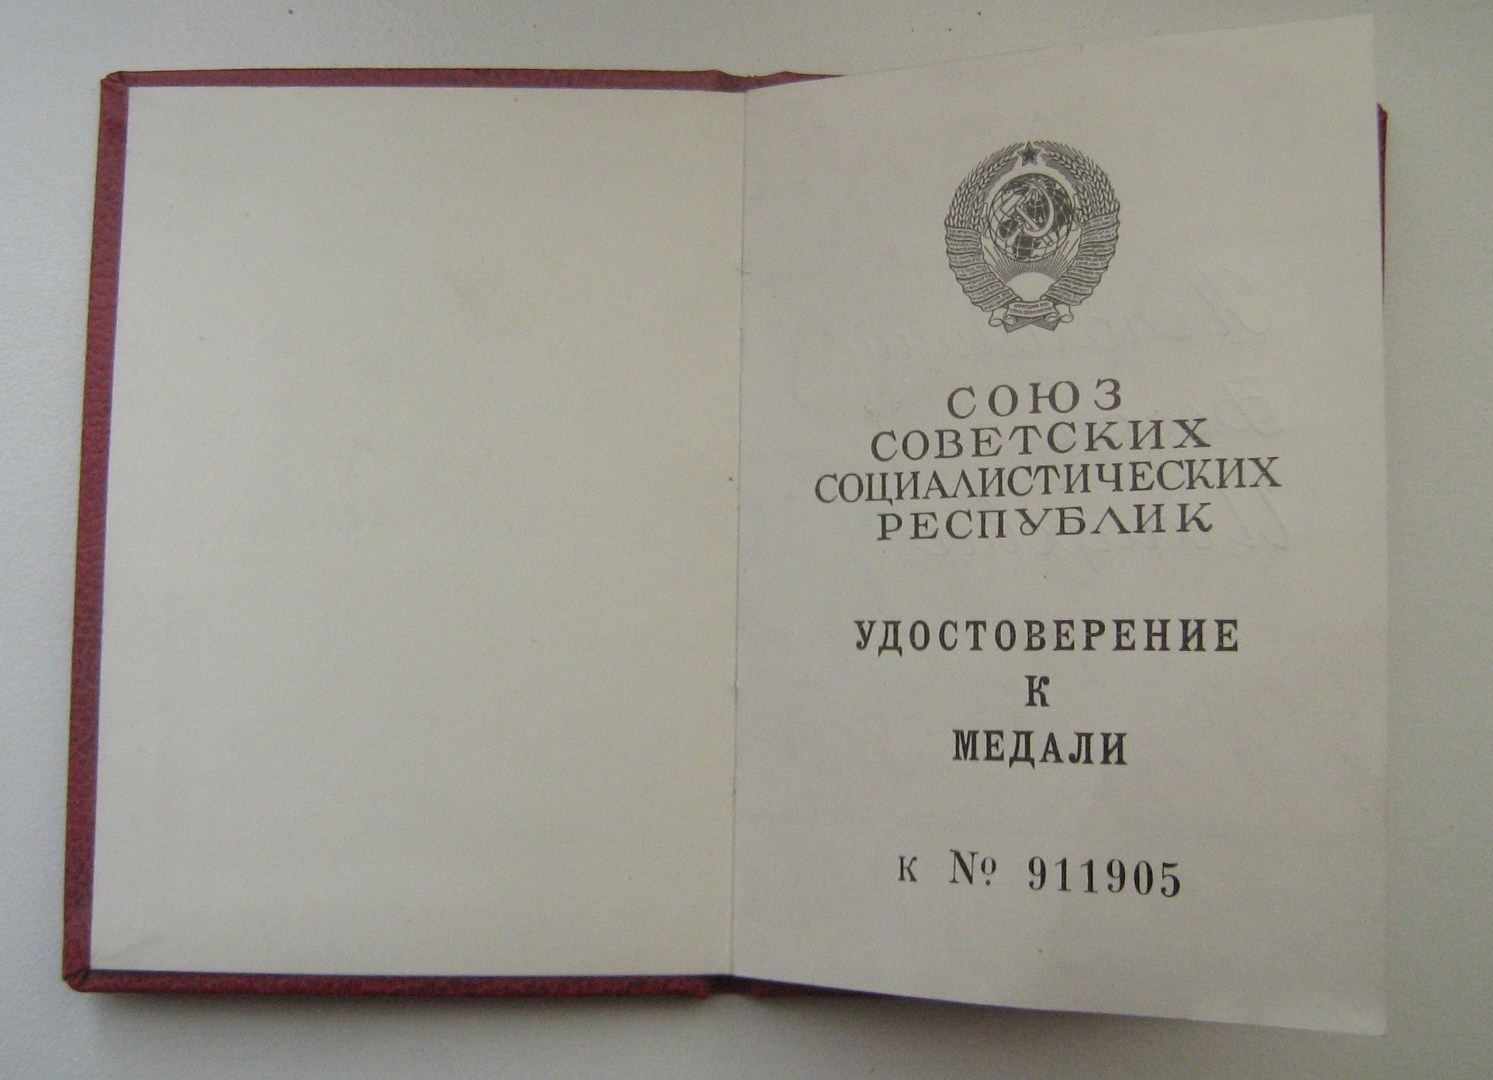 СОЮЗ
СОВЕТСКИХ
СОЦИАЛИСТИЧЕСКИХ
РЕСПУБЛИК
УДОСТОВЕРЕНИЕ
К
МЕДАЛИ
К № 911905